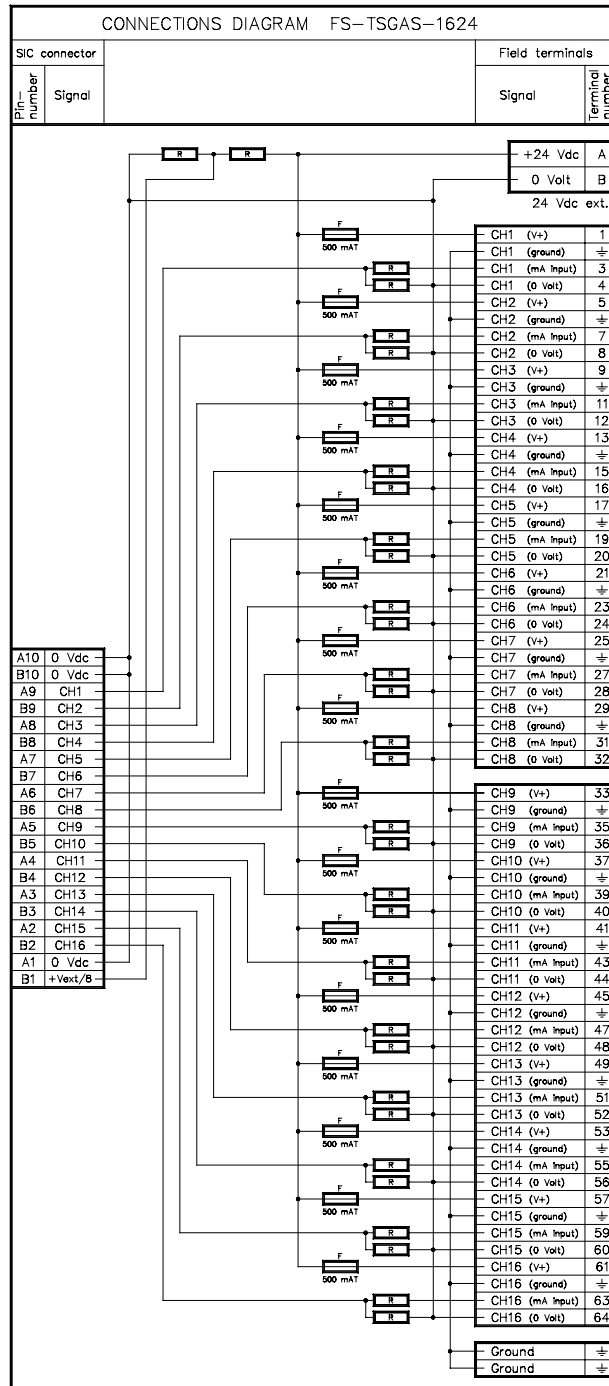 CONNECTIONS DIAGRAM FS-TSGAS-1624
SIC connector
Field terminals
Pin-number
Signal
Signal
Terminal number
R
R
+24 Vdc A
0 Volt B
24 Vdc ext.
F
500 mAT
CH1 (V+) 1
CH1 (ground)
R
CH1 (mA input) 3
R
CH1 (0 Volt) 4
F
500 mAT
CH2 (V+) 5
CH2 (ground)
R
CH2 (mA input) 7
R
CH2 (0 Volt) 8
F
500 mAT
CH3 (V+) 9
CH3 (ground)
R
CH3 (mA input) 11
R
CH3 (0 Volt) 12
F
500 mAT
CH4 (V+) 13
CH4 (ground)
R
CH4 (mA input) 15
R
CH4 (0 Volt) 16
F
500 mAT
CH5 (V+) 17
CH5 (ground)
R
CH5 (mA input) 19
R
CH5 (0 Volt) 20
F
500 mAT
CH6 (V+) 21
CH6 (ground)
R
CH6 (mA input) 23
R
CH6 (0 Volt) 24
F
500 mAT
CH7 (V+) 25
CH7 (ground)
R
CH7 (mA input) 27
R
CH7 (0 Volt) 28
F
500 mAT
CH8 (V+) 29
CH8 (ground)
R
CH8 (mA input) 31
R
CH8 (0 Volt) 32
A10 0 Vdc
B10 0 Vdc
A9 CH1
B9 CH2
A8 CH3
B8 CH4
A7 CH5
B7 CH6
A6 CH7
B6 CH8
A5 CH9
B5 CH10
A4 CH11
B4 CH12
A3 CH13
B3 CH14
A2 CH15
B2 CH16
A1 0 Vdc
B1 +Vext/8
F
500 mAT
CH9 (V+) 33
CH9 (ground)
R
CH9 (mA input) 35
R
CH9 (0 Volt) 36
F
500 mAT
CH10 (V+) 37
CH10 (ground)
R
CH10 (mA input) 39
R
CH10 (0 Volt) 40
F
500 mAT
CH11 (V+) 41
CH11 (ground)
R
CH11 (mA input) 43
R
CH11 (0 Volt) 44
F
500 mAT
CH12 (V+) 45
CH12 (ground)
R
CH12 (mA input) 47
R
CH12 (0 Volt) 48
F
500 mAT
CH13 (V+) 49
CH13 (ground)
R
CH13 (mA input) 51
R
CH13 (0 Volt) 52
F
500 mAT
CH14 (V+) 53
CH14 (ground)
R
CH14 (mA input) 55
R
CH14 (0 Volt) 56
F
500 mAT
CH15 (V+) 57
CH15 (ground)
R
CH15 (mA input) 59
R
CH15 (0 Volt) 60
F
500 mAT
CH16 (V+) 61
CH16 (ground)
R
CH16 (mA input) 63
R
CH16 (0 Volt) 64
Ground
Ground